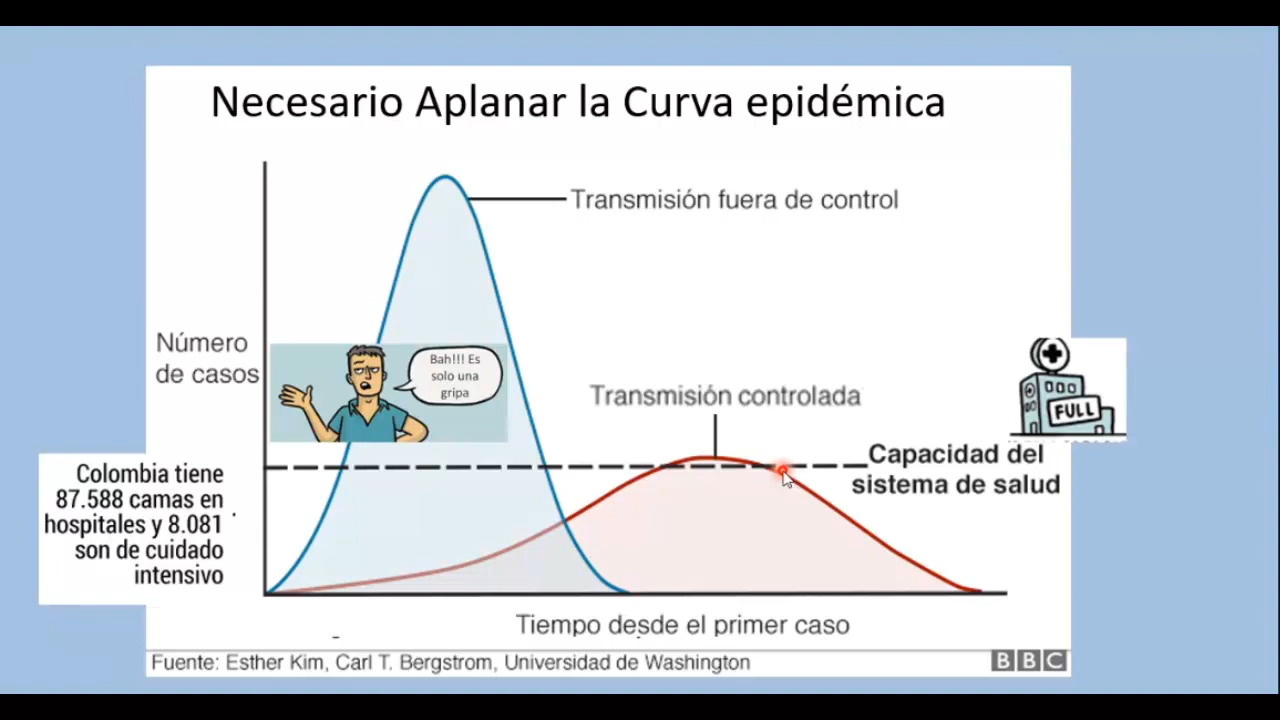 Necesario Aplanar la Curva epidémica
Transmisión fuera de control
Número
de casos
Bah!!! Es
solo una
gripa
Transmisión controlada
FULL
Capacidad del
sistema de salud
Colombia tiene
87.588 camas en
hospitales y 8.081
son de cuidado
intensivo
Tiempo desde el primer caso
Fuente: Esther Kim, Carl T. Bergstrom, Universidad de Washington
BBC